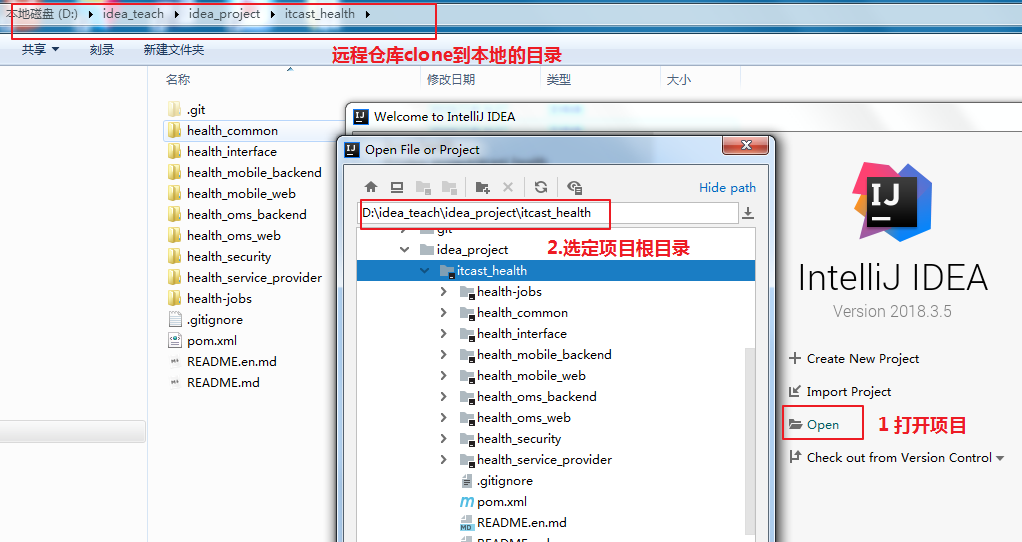 本地磁盘 (D:) idea_teach idea_project itcast_health
共享 刻录 新建文件夹
远程仓库clone到本地的目录
名称 修改日期 类型 大小
.git
health_common
health_interface
health_mobile_backend
health_mobile_web
health_oms_backend
health_oms_web
health_security
health_service_provider
health-jobs
.gitignore
pom.xml
README.en.md
README.md
Welcome to IntelliJ IDEA
Open File or Project
Hide path
D:\idea_teach\idea_project\itcast_health
git
idea_project
2.选定项目根目录
itcast_health
health-jobs
health_common
health_interface
health_mobile_backend
health_mobile_web
health_oms_backend
health_oms_web
health_security
health_service_provider
.gitignore
pom.xml
README.en.md
IJ
IntelliJ IDEA
Version 2018.3.5
Create New Project
Import Project
Open
1 打开项目
Check out from Version Control